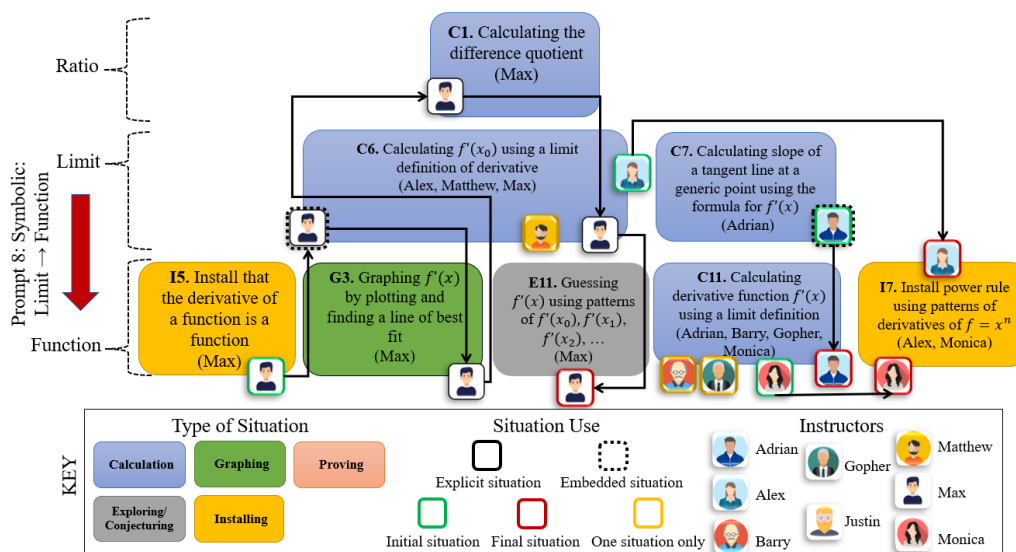 Ratio
C1. Calculating the
difference quotient
(Max)
Limit
C6. Calculating f′(x₀) using a limit
definition of derivative
(Alex, Matthew, Max)
C7. Calculating slope of
a tangent line at a
generic point using the
formula for f′(x)
(Adrian)
Prompt 8: Symbolic:
Limit → Function
Function
I5. Install that
the derivative of
a function is a
function
(Max)
G3. Graphing f′(x)
by plotting and
finding a line of best
fit
(Max)
E11. Guessing
f′(x) using patterns
of f′(x₀), f′(x₁),
f′(x₂), …
(Max)
C11. Calculating
derivative function f′(x)
using a limit definition
(Adrian, Barry, Gopher,
Monica)
I7. Install power rule
using patterns of
derivatives of f = xⁿ
(Alex, Monica)
KEY
Type of Situation
Calculation
Graphing
Proving
Exploring/
Conjecturing
Installing
Situation Use
Explicit situation
Embedded situation
Initial situation
Final situation
One situation only
Instructors
Adrian
Alex
Barry
Gopher
Justin
Matthew
Max
Monica